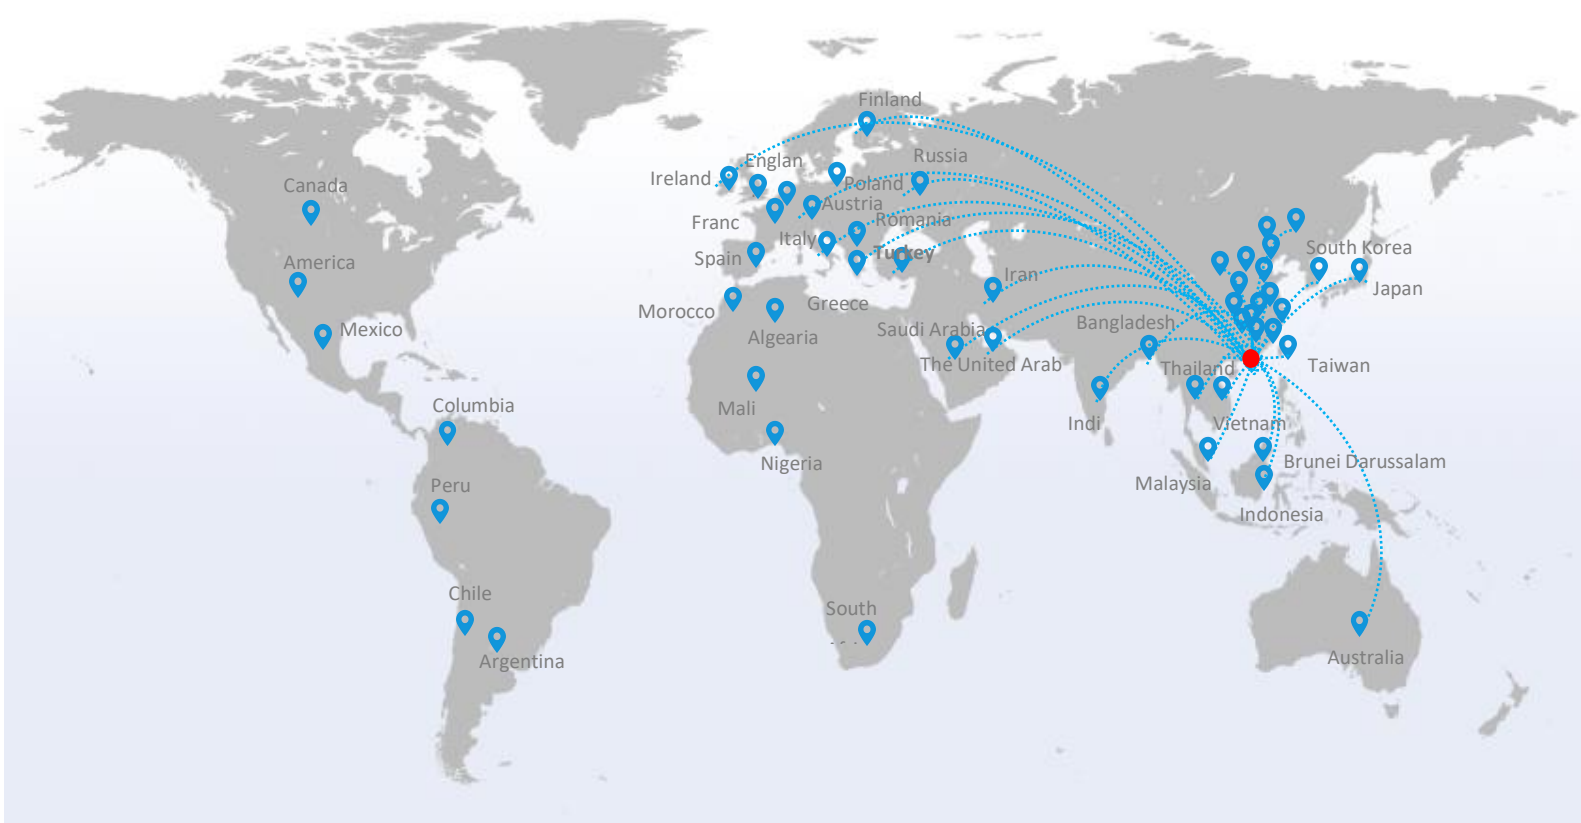 Finland
Englan
Russia
Ireland
Poland
Canada
Austria
Franc
Romania
Italy
South Korea
Spain
Turkey
America
Iran
Japan
Morocco
Greece
Mexico
Algearia
Saudi Arabia
Bangladesh
The United Arab
Thailand
Taiwan
Mali
Columbia
Indi
Vietnam
Nigeria
Brunei Darussalam
Peru
Malaysia
Indonesia
Chile
South
Argentina
Australia